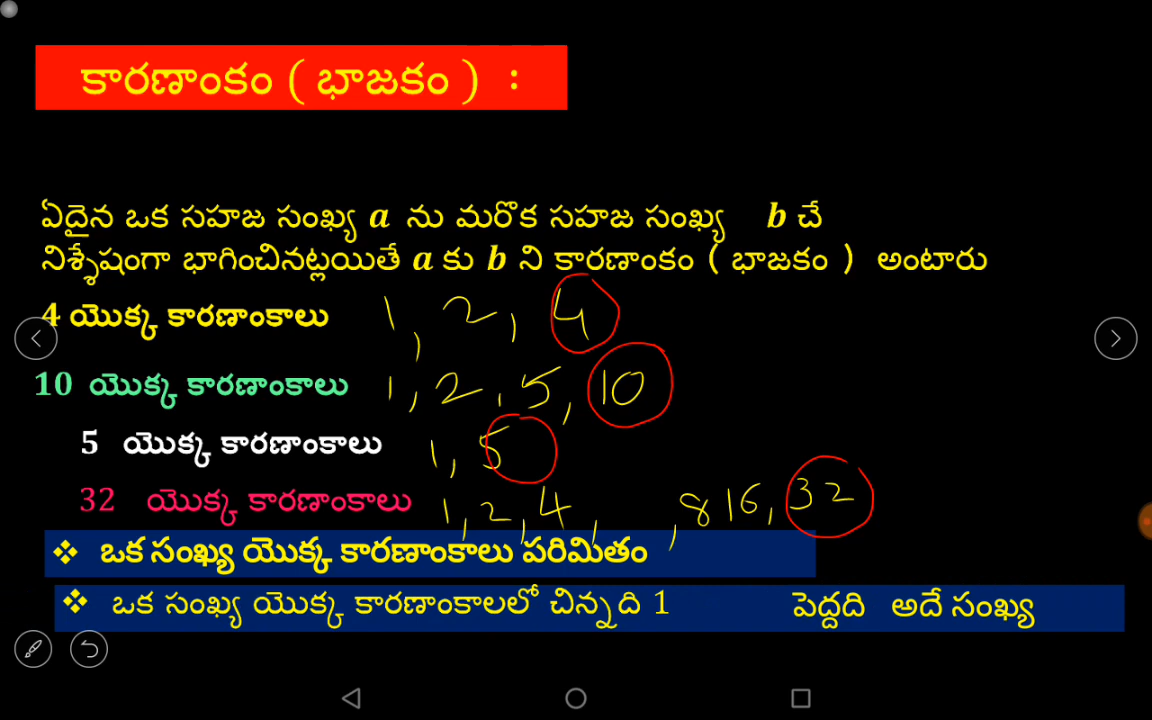 కారణాంకం ( భాజకం ) :
ఏదైన ఒక సహజ సంఖ్య a ను మరొక సహజ సంఖ్య b చే
నిశ్శేషంగా భాగించినట్లయితే a కు b ని కారణాంకం ( భాజకం ) అంటారు
4 యొక్క కారణాంకాలు 1, 2, 4
10 యొక్క కారణాంకాలు 1, 2, 5, 10
5 యొక్క కారణాంకాలు 1, 5
32 యొక్క కారణాంకాలు 1, 2, 4, , 8 16, 32
❖ ఒక సంఖ్య యొక్క కారణాంకాలు పరిమితం
❖ ఒక సంఖ్య యొక్క కారణాంకాలలో చిన్నది 1 పెద్దది అదే సంఖ్య